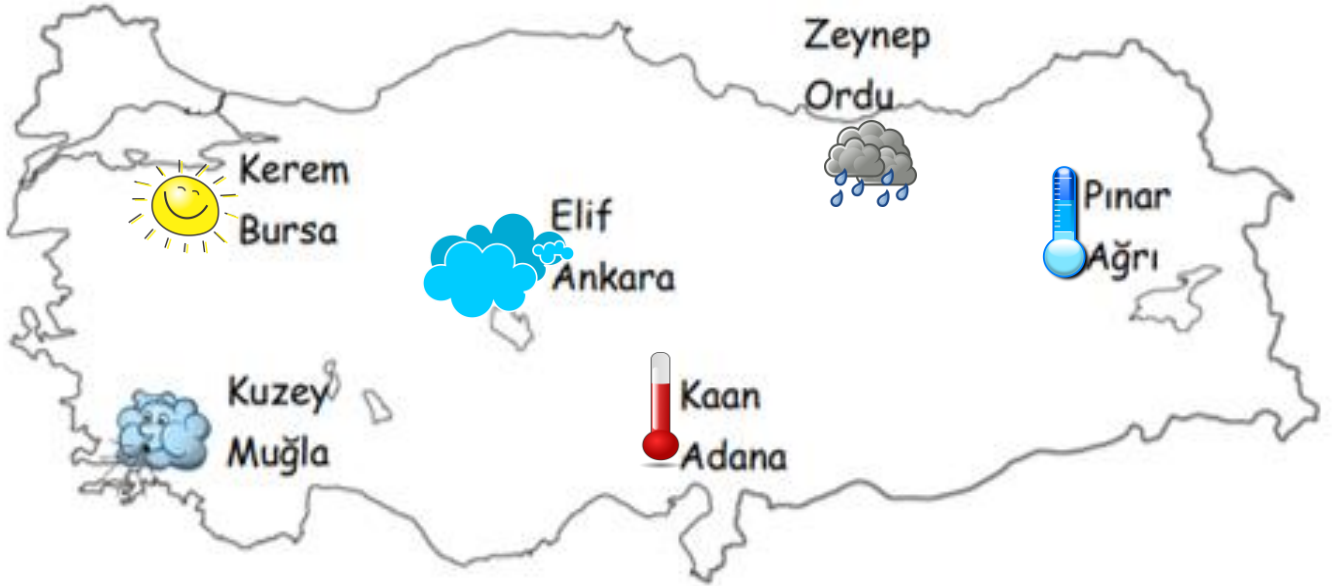 Zeynep
Ordu
Kerem
Bursa
Elif
Ankara
Pınar
Ağrı
Kuzey
Muğla
Kaan
Adana